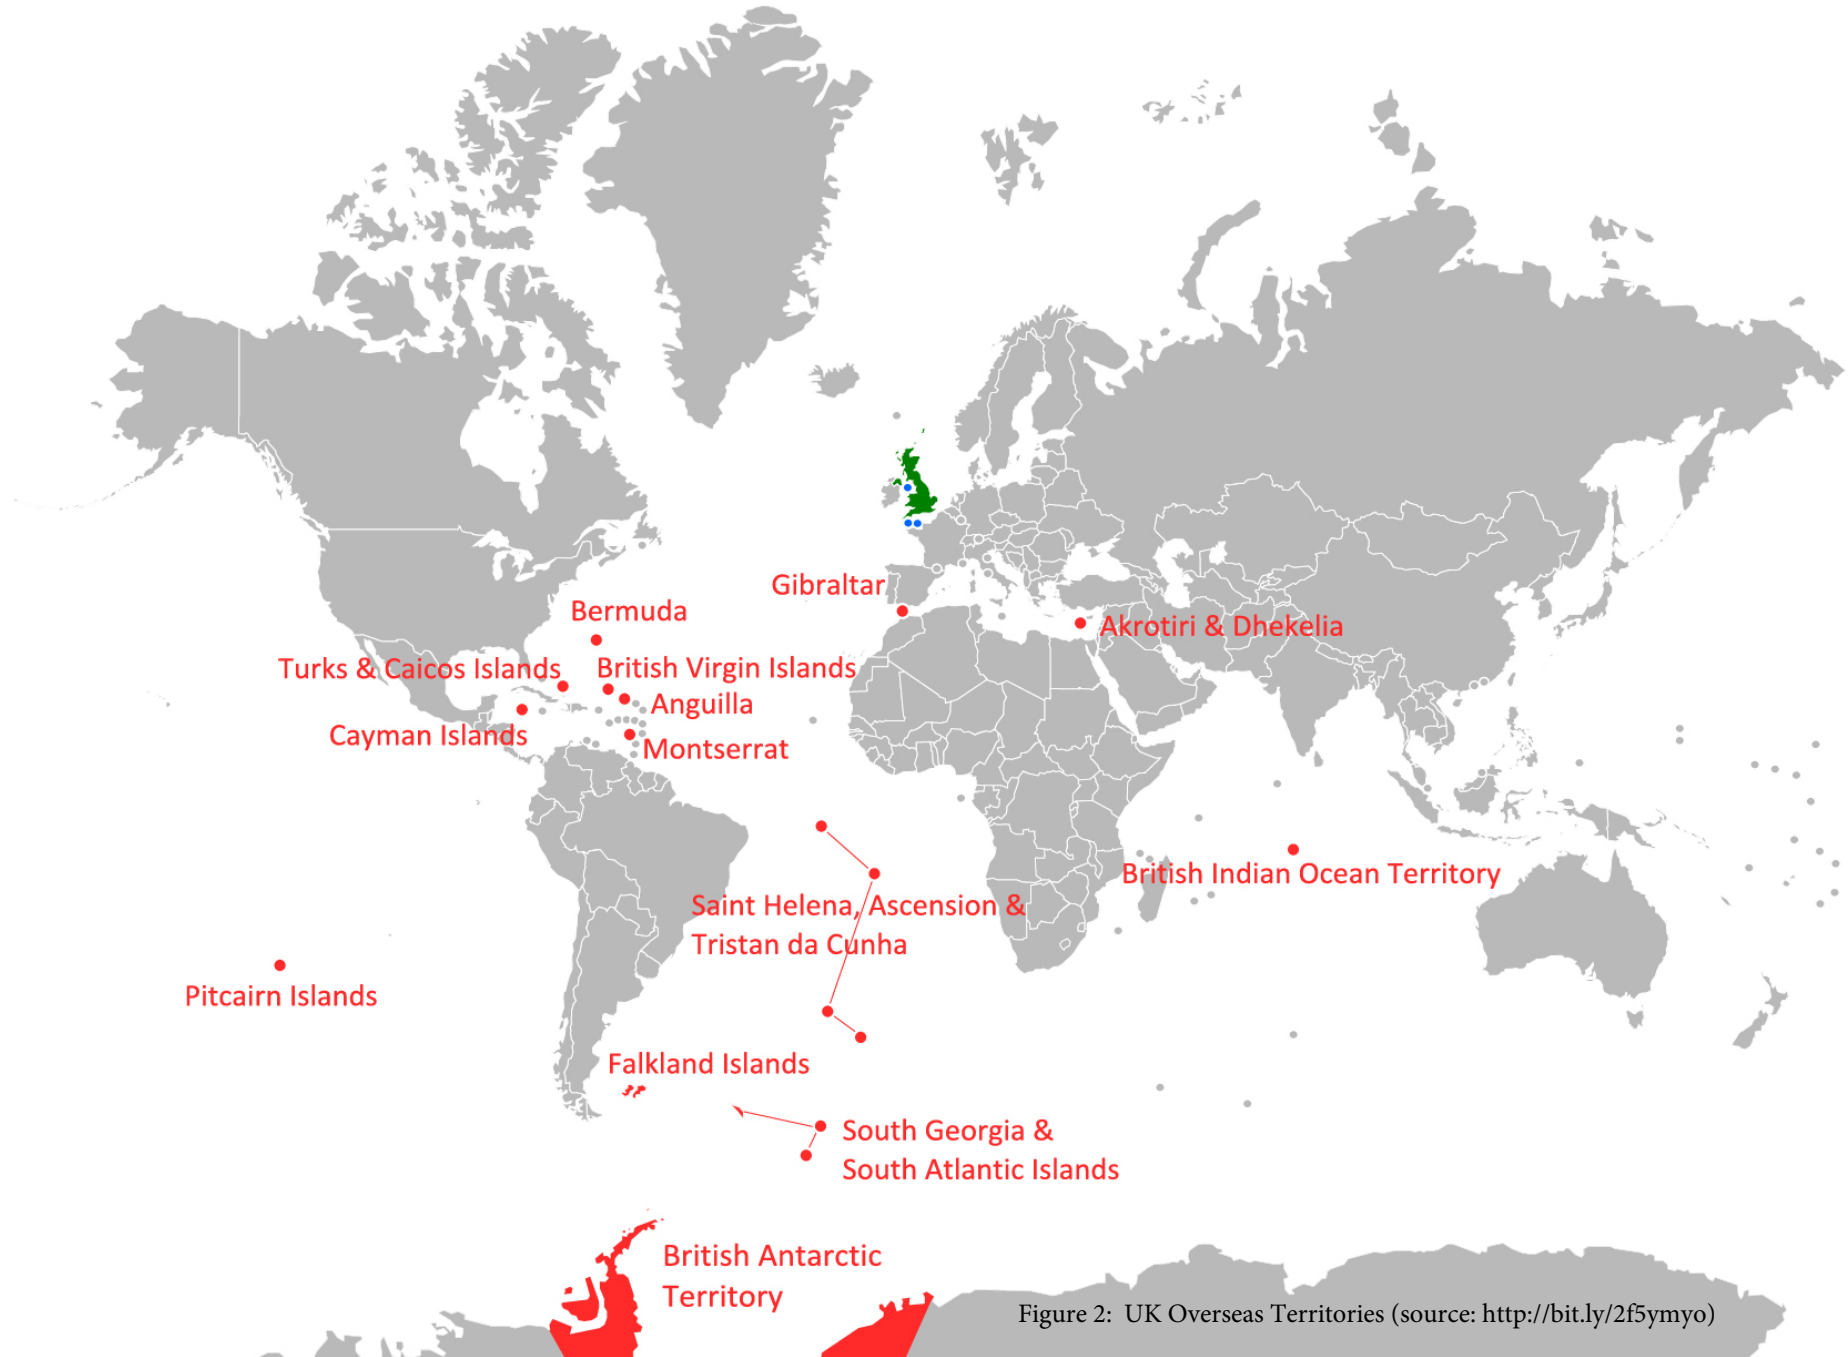 Gibraltar
Bermuda
Akrotiri & Dhekelia
Turks & Caicos Islands
British Virgin Islands
Anguilla
Cayman Islands
Montserrat
British Indian Ocean Territory
Saint Helena, Ascension &
Tristan da Cunha
Pitcairn Islands
Falkland Islands
South Georgia &
South Atlantic Islands
British Antarctic
Territory
Figure 2: UK Overseas Territories (source: http://bit.ly/2f5ymyo)